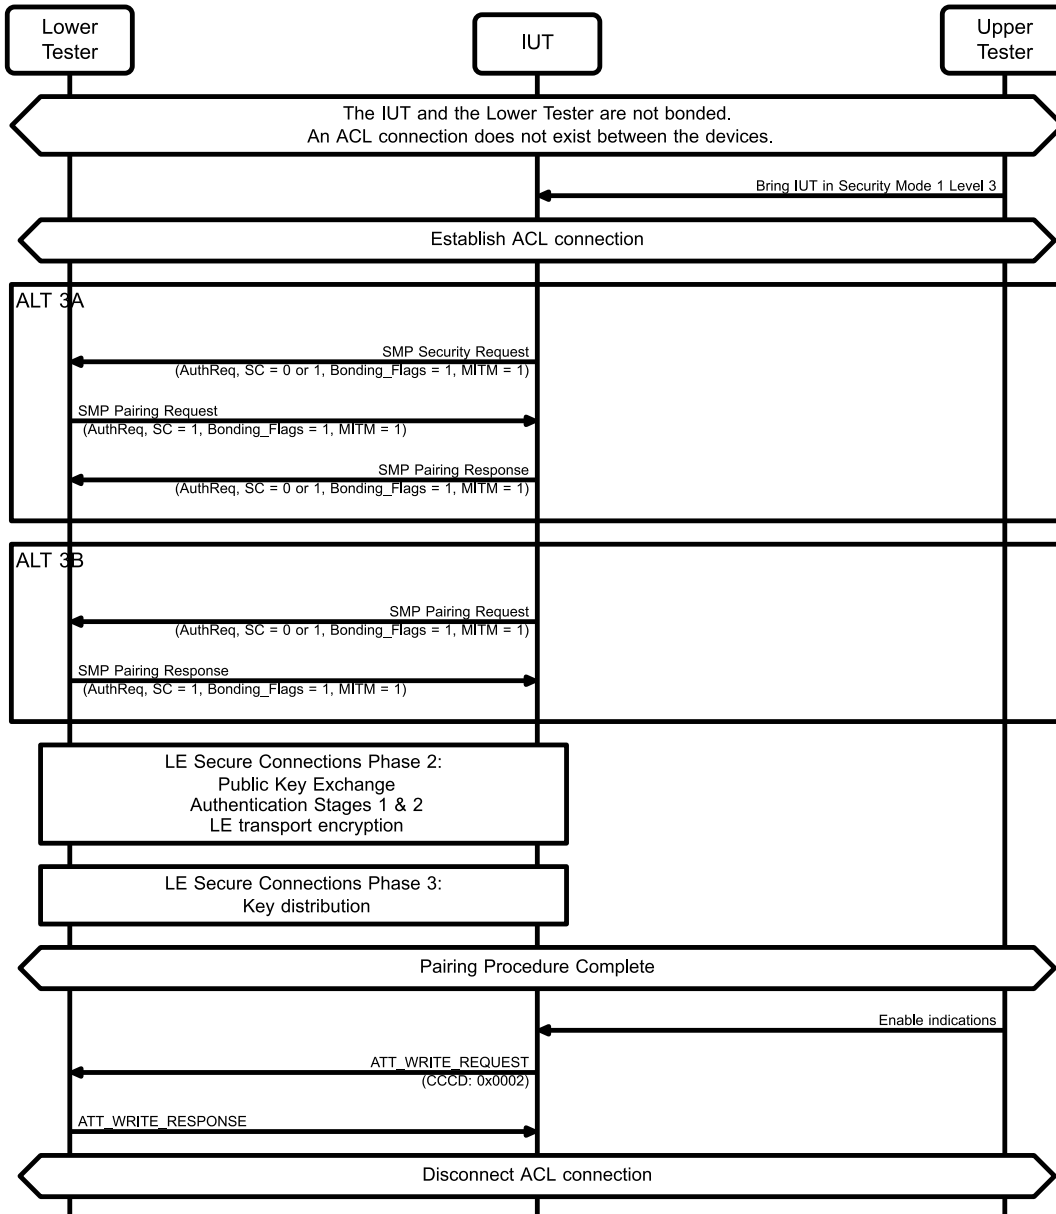 Lower
Tester
IUT
Upper
Tester
The IUT and the Lower Tester are not bonded.
An ACL connection does not exist between the devices.
Bring IUT in Security Mode 1 Level 3
Establish ACL connection
ALT 3A
SMP Security Request
(AuthReq, SC = 0 or 1, Bonding_Flags = 1, MITM = 1)
SMP Pairing Request
(AuthReq, SC = 1, Bonding_Flags = 1, MITM = 1)
SMP Pairing Response
(AuthReq, SC = 0 or 1, Bonding_Flags = 1, MITM = 1)
ALT 3B
SMP Pairing Request
(AuthReq, SC = 0 or 1, Bonding_Flags = 1, MITM = 1)
SMP Pairing Response
(AuthReq, SC = 1, Bonding_Flags = 1, MITM = 1)
LE Secure Connections Phase 2:
Public Key Exchange
Authentication Stages 1 & 2
LE transport encryption
LE Secure Connections Phase 3:
Key distribution
Pairing Procedure Complete
Enable indications
ATT_WRITE_REQUEST
(CCCD: 0x0002)
ATT_WRITE_RESPONSE
Disconnect ACL connection